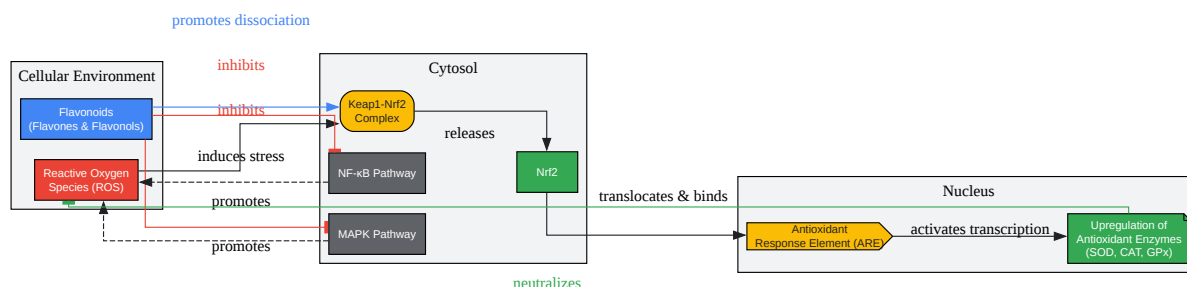 promotes dissociation
inhibits
Cellular Environment
Cytosol
Flavonoids
(Flavones & Flavonols)
inhibits
Keap1-Nrf2
Complex
releases
induces stress
Reactive Oxygen
Species (ROS)
NF-κB Pathway
Nrf2
promotes
translocates & binds
Nucleus
MAPK Pathway
promotes
Antioxidant
Response Element (ARE)
activates transcription
Upregulation of
Antioxidant Enzymes
(SOD, CAT, GPx)
neutralizes